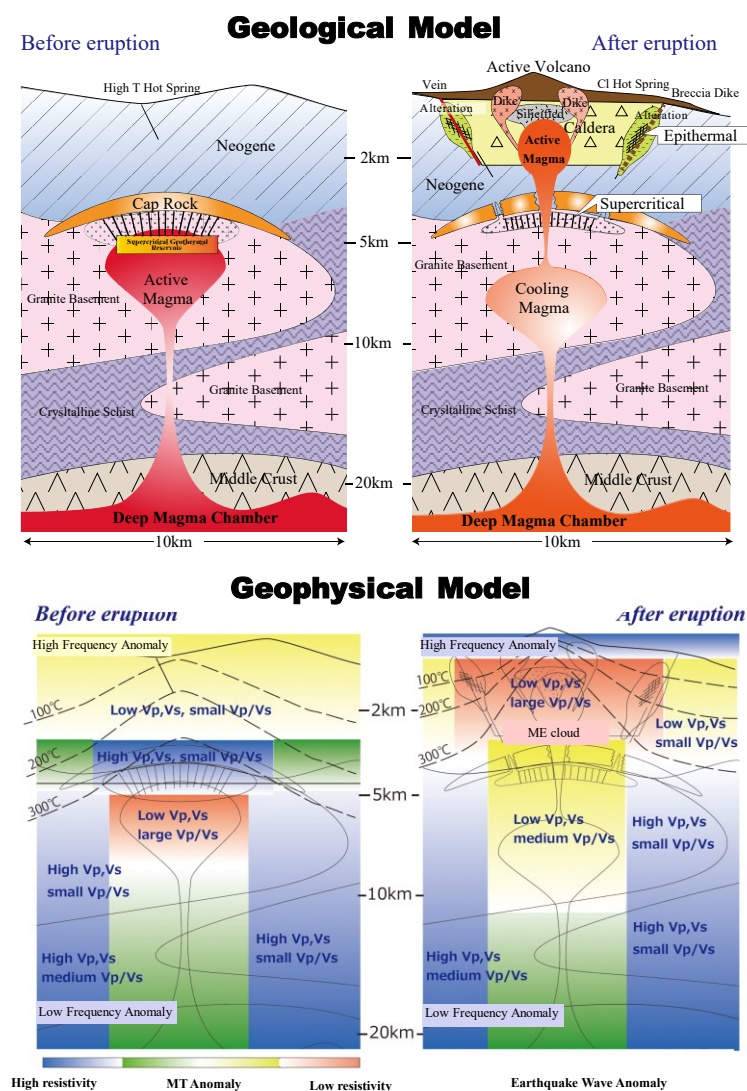 Geological Model
Before eruption
After eruption
High T Hot Spring
Neogene
Cap Rock
Supercritical Geothermal
Reservoir
Active
Magma
Granite Basement
Granite Basement
Crysltalline Schist
Middle Crust
Deep Magma Chamber
10km
2km
5km
10km
20km
Active Volcano
Vein
Cl Hot Spring
Breccia Dike
Dike
Dike
Alteration
Silisified
Alteration
Caldera
Epithermal
Active
Magma
Neogene
Supercritical
Granite Basement
Cooling
Magma
Granite Basement
Crysltalline Schist
Middle Crust
Deep Magma Chamber
10km
Geophysical Model
Before eruption
After eruption
High Frequency Anomaly
100℃
Low Vp,Vs, small Vp/Vs
200℃
High Vp,Vs, small Vp/Vs
300℃
Low Vp,Vs
large Vp/Vs
High Vp,Vs
small Vp/Vs
High Vp,Vs
small Vp/Vs
High Vp,Vs
medium Vp/Vs
Low Frequency Anomaly
2km
5km
10km
20km
High Frequency Anomaly
100℃
200℃
Low Vp,Vs
large Vp/Vs
Low Vp,Vs
small Vp/Vs
ME cloud
300℃
Low Vp,Vs
medium Vp/Vs
High Vp,Vs
small Vp/Vs
High Vp,Vs
small Vp/Vs
High Vp,Vs
medium Vp/Vs
Low Frequency Anomaly
High resistivity
MT Anomaly
Low resistivity
Earthquake Wave Anomaly